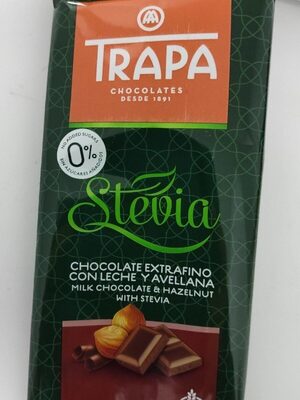 TRAPA
CHOCOLATES
DESDE 1891
NO ADDED SUGARS
0%
SIN AZÚCARES AÑADIDOS
Stevia
CHOCOLATE EXTRAFINO
CON LECHE Y AVELLANA
MILK CHOCOLATE & HAZELNUT
WITH STEVIA